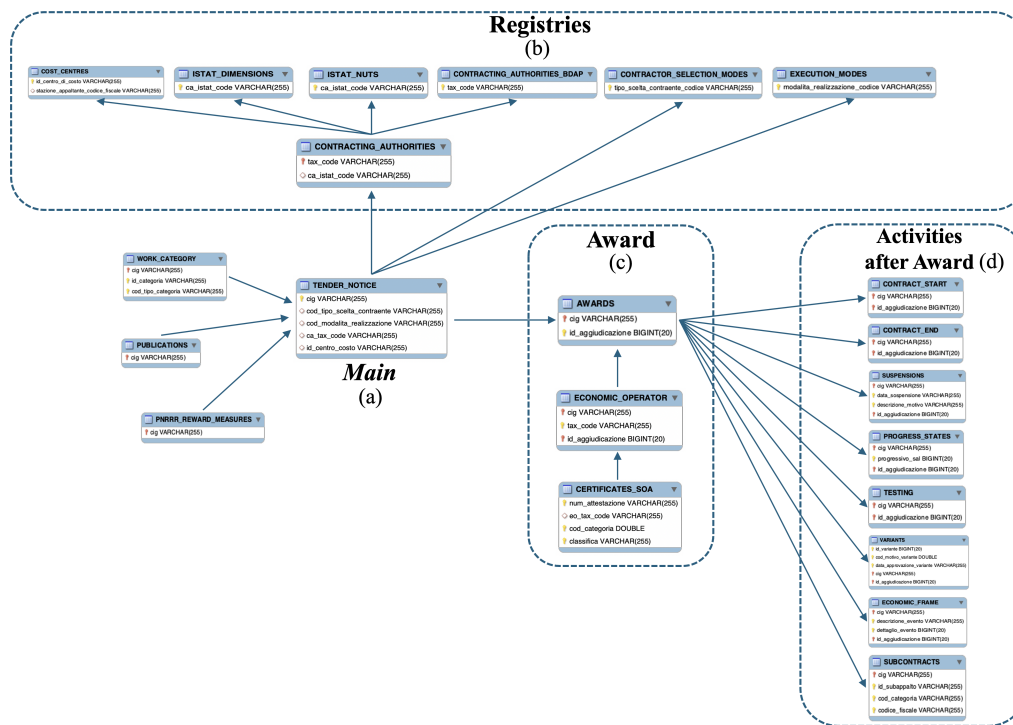 Registries
(b)
COST_CENTRES
id_centro_di_costo VARCHAR(255)
stazione_appaltante_codice_fiscale VARCHAR(255)
ISTAT_DIMENSIONS
ca_istat_code VARCHAR(255)
ISTAT_NUTS
ca_istat_code VARCHAR(255)
CONTRACTING_AUTHORITIES_BDAP
tax_code VARCHAR(255)
CONTRACTOR_SELECTION_MODES
tipo_scelta_contraente_codice VARCHAR(255)
EXECUTION_MODES
modalita_realizzazione_codice VARCHAR(255)
CONTRACTING_AUTHORITIES
tax_code VARCHAR(255)
ca_istat_code VARCHAR(255)
WORK_CATEGORY
cig VARCHAR(255)
id_categoria VARCHAR(255)
cod_tipo_categoria VARCHAR(255)
PUBLICATIONS
cig VARCHAR(255)
PNRRR_REWARD_MEASURES
cig VARCHAR(255)
TENDER_NOTICE
cig VARCHAR(255)
cod_tipo_scelta_contraente VARCHAR(255)
cod_modalita_realizzazione VARCHAR(255)
ca_tax_code VARCHAR(255)
id_centro_costo VARCHAR(255)
Main
(a)
Award
(c)
AWARDS
cig VARCHAR(255)
id_aggiudicazione BIGINT(20)
ECONOMIC_OPERATOR
cig VARCHAR(255)
tax_code VARCHAR(255)
id_aggiudicazione BIGINT(20)
CERTIFICATES_SOA
num_attestazione VARCHAR(255)
eo_tax_code VARCHAR(255)
cod_categoria DOUBLE
classifica VARCHAR(255)
Activities
after Award (d)
CONTRACT_START
cig VARCHAR(255)
id_aggiudicazione BIGINT(20)
CONTRACT_END
cig VARCHAR(255)
id_aggiudicazione BIGINT(20)
SUSPENSIONS
cig VARCHAR(255)
data_sospensione VARCHAR(255)
descrizione_motivo VARCHAR(255)
id_aggiudicazione BIGINT(20)
PROGRESS_STATES
cig VARCHAR(255)
progressivo_sal BIGINT(20)
id_aggiudicazione BIGINT(20)
TESTING
cig VARCHAR(255)
id_aggiudicazione BIGINT(20)
VARIANTS
id_variante BIGINT(20)
cod_motivo_variante DOUBLE
data_approvazione_variante VARCHAR(255)
cig VARCHAR(255)
id_aggiudicazione BIGINT(20)
ECONOMIC_FRAME
cig VARCHAR(255)
descrizione_evento VARCHAR(255)
dettaglio_evento BIGINT(20)
id_aggiudicazione BIGINT(20)
SUBCONTRACTS
cig VARCHAR(255)
id_subappalto VARCHAR(255)
cod_categoria VARCHAR(255)
codice_fiscale VARCHAR(255)